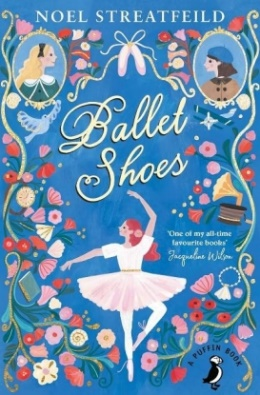 NOEL STREATFEILD
Ballet
Shoes
'One of my all-time
favourite books'
Jacqueline Wilson
A PUFFIN BOOK